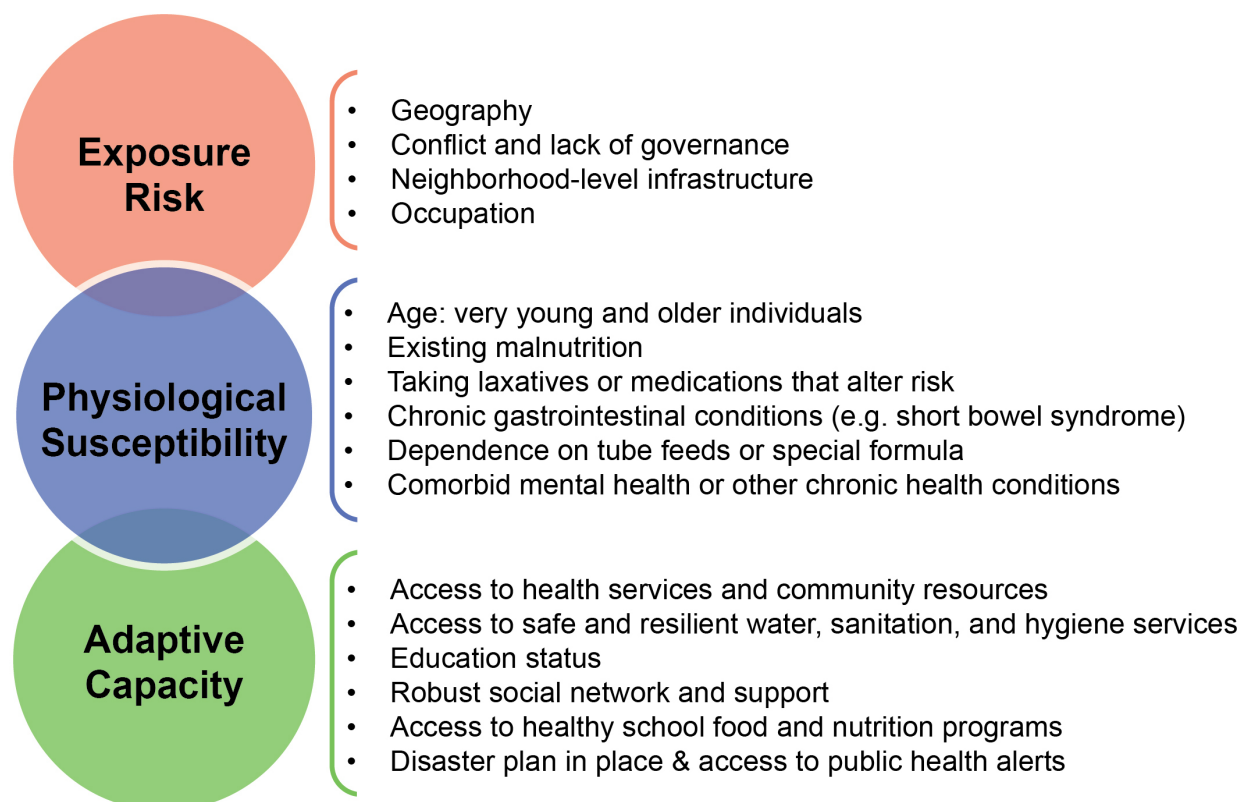 Exposure
Risk
• Geography
• Conflict and lack of governance
• Neighborhood-level infrastructure
• Occupation
Physiological
Susceptibility
• Age: very young and older individuals
• Existing malnutrition
• Taking laxatives or medications that alter risk
• Chronic gastrointestinal conditions (e.g. short bowel syndrome)
• Dependence on tube feeds or special formula
• Comorbid mental health or other chronic health conditions
Adaptive
Capacity
• Access to health services and community resources
• Access to safe and resilient water, sanitation, and hygiene services
• Education status
• Robust social network and support
• Access to healthy school food and nutrition programs
• Disaster plan in place & access to public health alerts